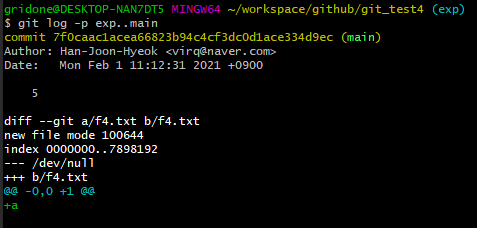 gridone@DESKTOP-NAN7DT5 MINGW64 ~/workspace/github/git_test4 (exp)
$ git log -p exp..main
commit 7f0caac1acea66823b94c4cf3dc0d1ace334d9ec (main)
Author: Han-Joon-Hyeok <virq@naver.com>
Date:   Mon Feb 1 11:12:31 2021 +0900
    5
diff --git a/f4.txt b/f4.txt
new file mode 100644
index 0000000..7898192
--- /dev/null
+++ b/f4.txt
@@ -0,0 +1 @@
+a